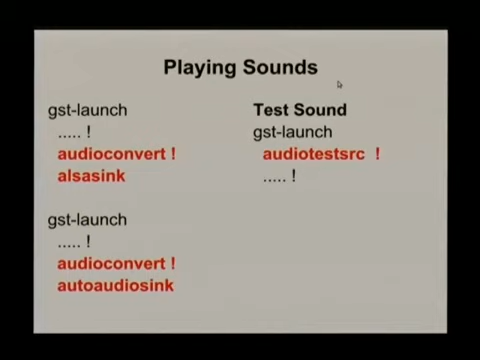 Playing Sounds
gst-launch
..... !
audioconvert !
alsasink
gst-launch
..... !
audioconvert !
autoaudiosink
Test Sound
gst-launch
audiotestsrc !
..... !